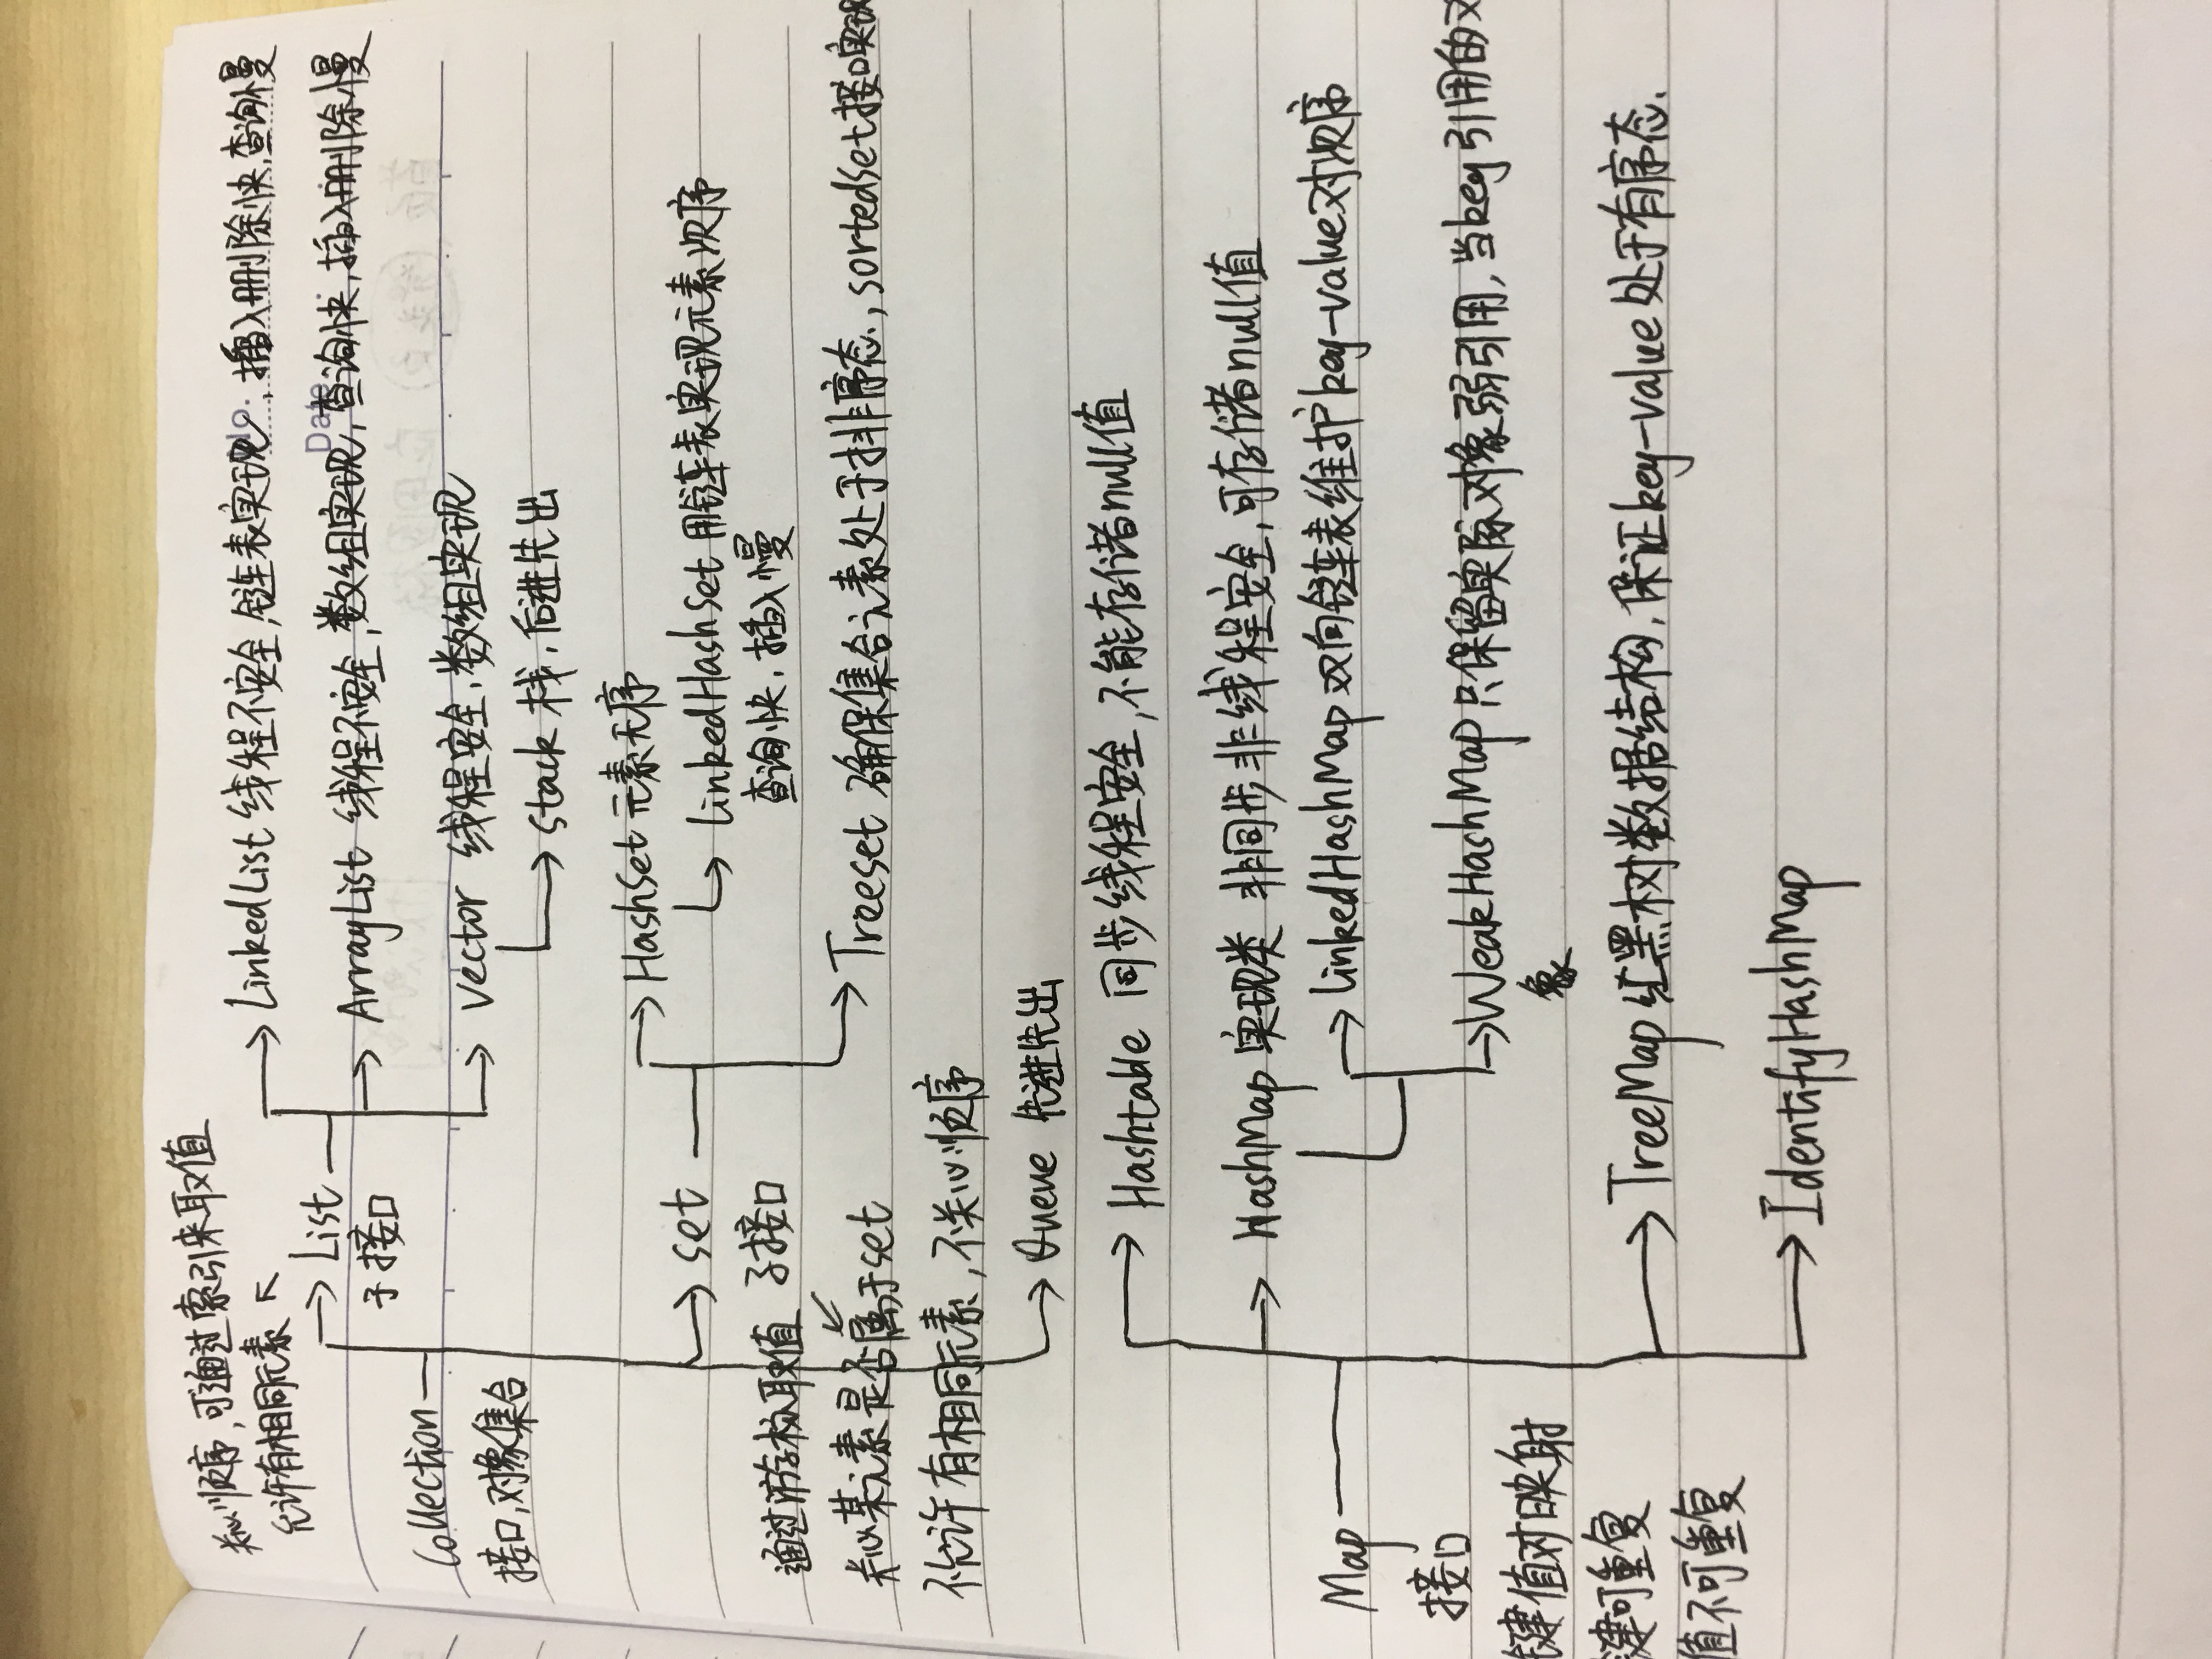 关心顺序,可通过索引来取值
允许有相同元素
List
子接口
LinkedList 线程不安全,链表实现,插入删除快,查询慢
No.
Date
ArrayList 线程不安全,数组实现,查询快,插入删除慢
Collection
接口,对象集合
Vector 线程安全,数组实现
stack 栈,后进先出
HashSet 元素无序
set
子接口
linkedHashSet 用链表实现元素次序
查询快,插入慢
通过游标取值
关心某元素是否属于set
不允许有相同元素,不关心顺序
Treeset 确保集合元素处于排序态,sortedSet接口实现
Queue 先进先出
Hashtable 同步线程安全,不能存储null值
HashMap 实现类 非同步非线程安全,可存储null值
linkedHashMap 双向链表维护key-value对次序
Map
接口
键值对映射
键可重复
值不可重复
WeakHashMap 只保留实际对象弱引用,当key引用的对
象
TreeMap 红黑树数据结构,保证key-value处于有序态.
IdentifyHashMap